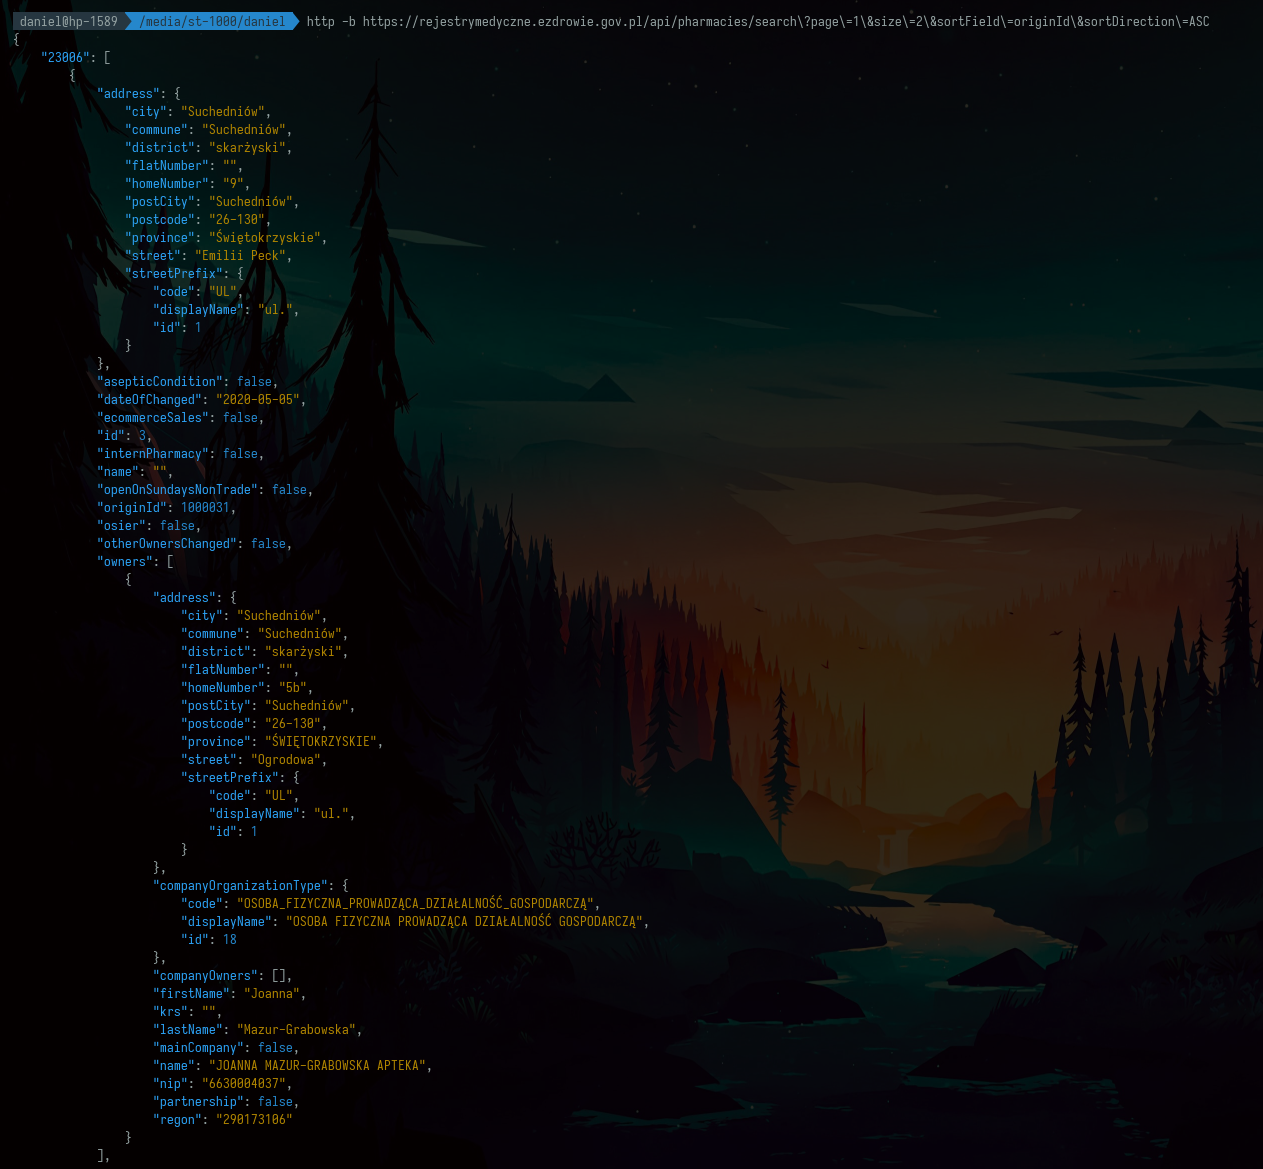 daniel@hp-1589 /media/st-1000/daniel http -b https://rejestrymedyczne.ezdrowie.gov.pl/api/pharmacies/search\?page\=1\&size\=2\&sortField\=originId\&sortDirection\=ASC
{
"23006": [
{
"address": {
"city": "Suchedniów",
"commune": "Suchedniów",
"district": "skarżyski",
"flatNumber": "",
"homeNumber": "9",
"postCity": "Suchedniów",
"postcode": "26-130",
"province": "Świętokrzyskie",
"street": "Emilii Peck",
"streetPrefix": {
"code": "UL",
"displayName": "ul.",
"id": 1
}
},
"asepticCondition": false,
"dateOfChanged": "2020-05-05",
"ecommerceSales": false,
"id": 3,
"internPharmacy": false,
"name": "",
"openOnSundaysNonTrade": false,
"originId": 1000031,
"osier": false,
"otherOwnersChanged": false,
"owners": [
{
"address": {
"city": "Suchedniów",
"commune": "Suchedniów",
"district": "skarżyski",
"flatNumber": "",
"homeNumber": "5b",
"postCity": "Suchedniów",
"postcode": "26-130",
"province": "ŚWIĘTOKRZYSKIE",
"street": "Ogrodowa",
"streetPrefix": {
"code": "UL",
"displayName": "ul.",
"id": 1
}
},
"companyOrganizationType": {
"code": "OSOBA_FIZYCZNA_PROWADZĄCA_DZIAŁALNOŚĆ_GOSPODARCZĄ",
"displayName": "OSOBA FIZYCZNA PROWADZĄCA DZIAŁALNOŚĆ GOSPODARCZĄ",
"id": 18
},
"companyOwners": [],
"firstName": "Joanna",
"krs": "",
"lastName": "Mazur-Grabowska",
"mainCompany": false,
"name": "JOANNA MAZUR-GRABOWSKA APTEKA",
"nip": "6630004037",
"partnership": false,
"regon": "290173106"
}
],